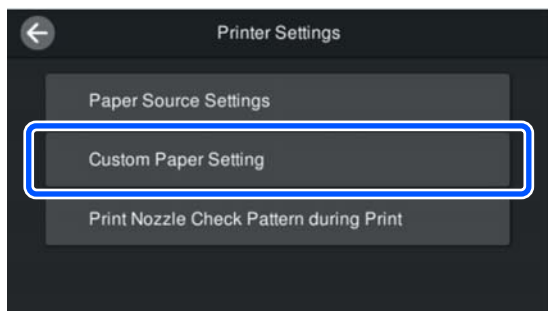 Printer Settings
Paper Source Settings
Custom Paper Setting
Print Nozzle Check Pattern during Print